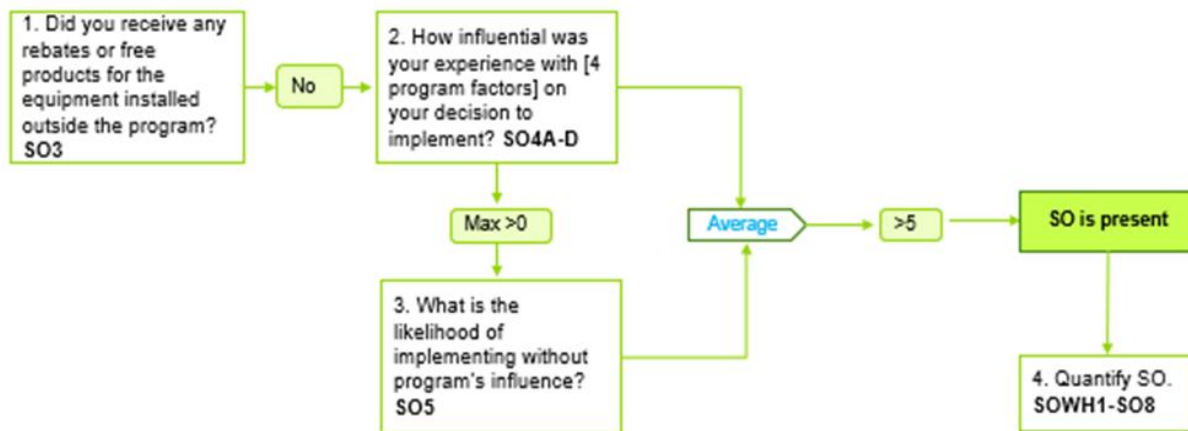 1. Did you receive any
rebates or free
products for the
equipment installed
outside the program?
SO3
No
2. How influential was
your experience with [4
program factors] on
your decision to
implement? SO4A-D
Max >0
3. What is the
likelihood of
implementing without
program's influence?
SO5
Average
>5
SO is present
4. Quantify SO.
SOWH1-SO8